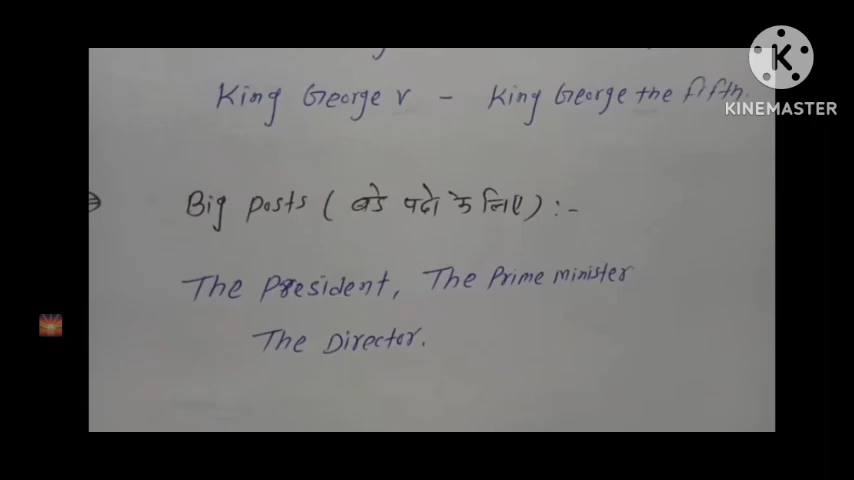 King George V - King George the fifth.
KINEMASTER
Big posts ( बडे पदो के लिए ) :-
The President, The Prime minister
The Director.